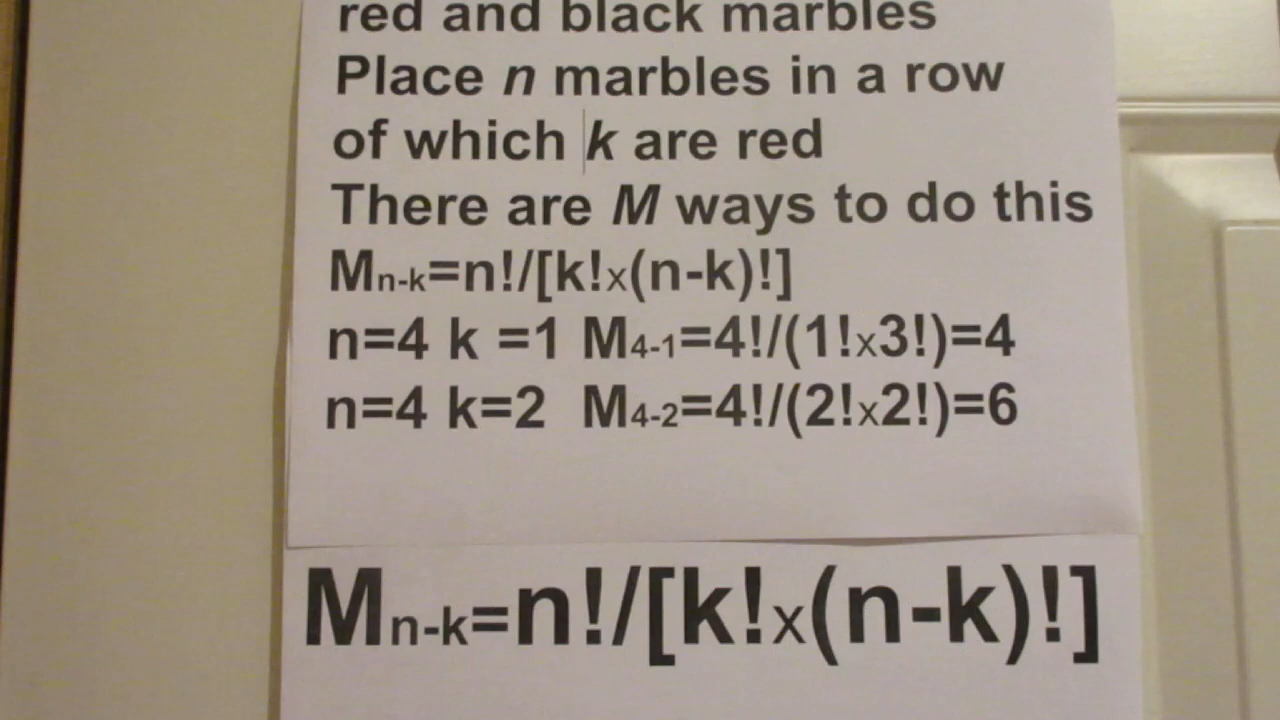 red and black marbles
Place n marbles in a row
of which k are red
There are M ways to do this
Mn-k=n!/[k!x(n-k)!]
n=4 k =1 M4-1=4!/(1!x3!)=4
n=4 k=2 M4-2=4!/(2!x2!)=6
Mn-k=n!/[k!x(n-k)!]